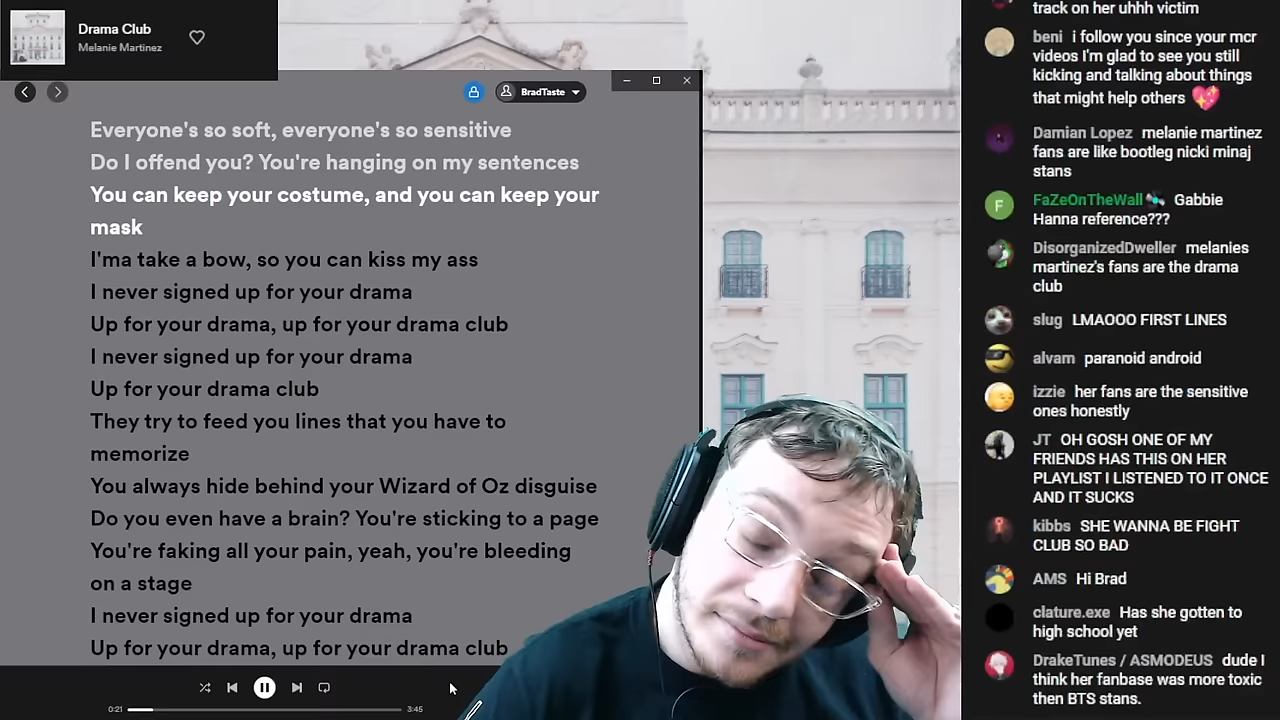 Drama Club
Melanie Martinez
BradTaste
Everyone's so soft, everyone's so sensitive
Do I offend you? You're hanging on my sentences
You can keep your costume, and you can keep your
mask
I'ma take a bow, so you can kiss my ass
I never signed up for your drama
Up for your drama, up for your drama club
I never signed up for your drama
Up for your drama club
They try to feed you lines that you have to
memorize
You always hide behind your Wizard of Oz disguise
Do you even have a brain? You're sticking to a page
You're faking all your pain, yeah, you're bleeding
on a stage
I never signed up for your drama
Up for your drama, up for your drama club
0:21
3:45
track on her uhhh victim
beni i follow you since your mcr
videos I'm glad to see you still
kicking and talking about things
that might help others
Damian Lopez melanie martinez
fans are like bootleg nicki minaj
stans
F
FaZeOnTheWall Gabbie
Hanna reference???
DisorganizedDweller melanies
martinez's fans are the drama
club
slug LMAOOO FIRST LINES
alvam paranoid android
izzie her fans are the sensitive
ones honestly
JT OH GOSH ONE OF MY
FRIENDS HAS THIS ON HER
PLAYLIST I LISTENED TO IT ONCE
AND IT SUCKS
kibbs SHE WANNA BE FIGHT
CLUB SO BAD
AMS Hi Brad
clature.exe Has she gotten to
high school yet
DrakeTunes / ASMODEUS dude I
think her fanbase was more toxic
then BTS stans.